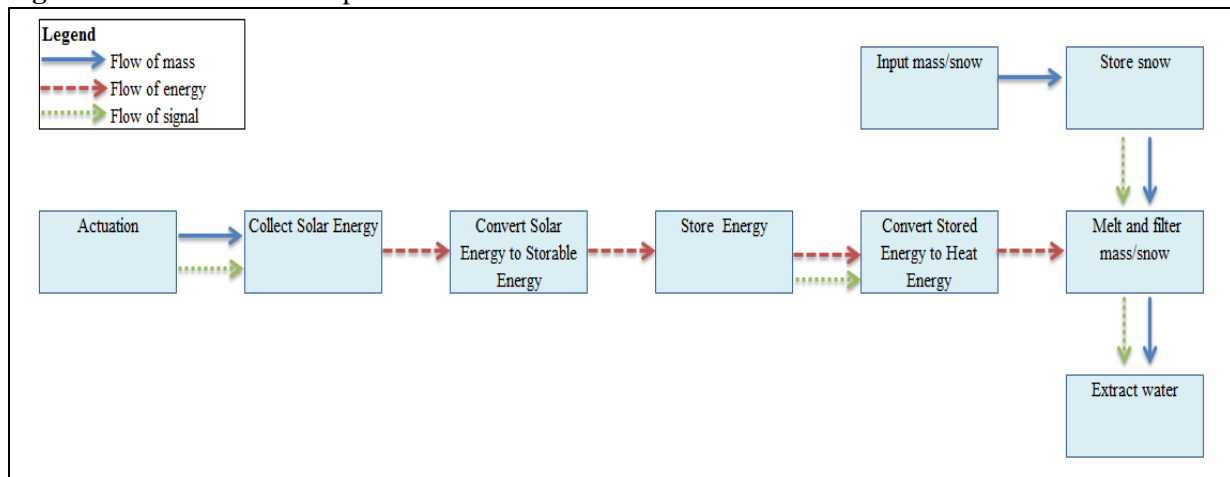 Legend
Flow of mass
Flow of energy
Flow of signal
Input mass/snow
Store snow
Actuation
Collect Solar Energy
Convert Solar
Energy to Storable
Energy
Store Energy
Convert Stored
Energy to Heat
Energy
Melt and filter
mass/snow
Extract water